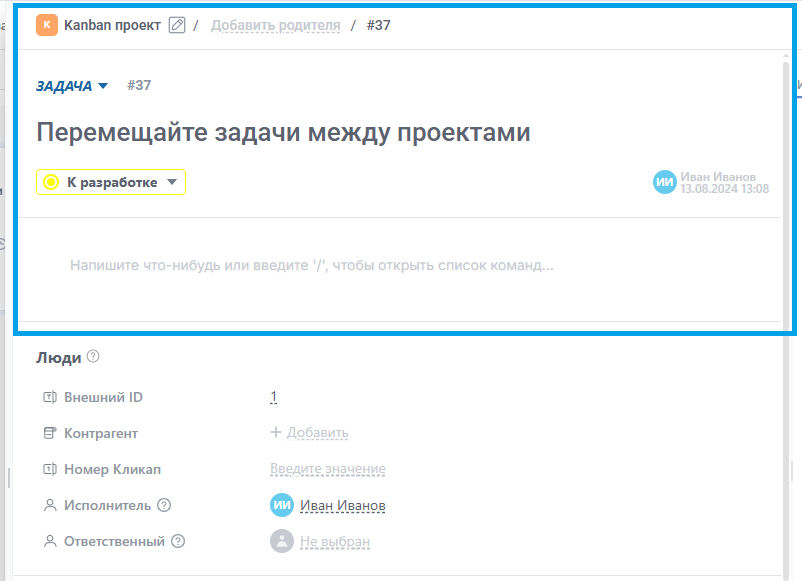 К Kanban проект / Добавить родителя / #37
ЗАДАЧА #37
Перемещайте задачи между проектами
К разработке
ИИ Иван Иванов
13.08.2024 13:08
Напишите что-нибудь или введите '/', чтобы открыть список команд...
Люди ?
Внешний ID 1
Контрагент + Добавить
Номер Кликап Введите значение
Исполнитель ? ИИ Иван Иванов
Ответственный ? Не выбран